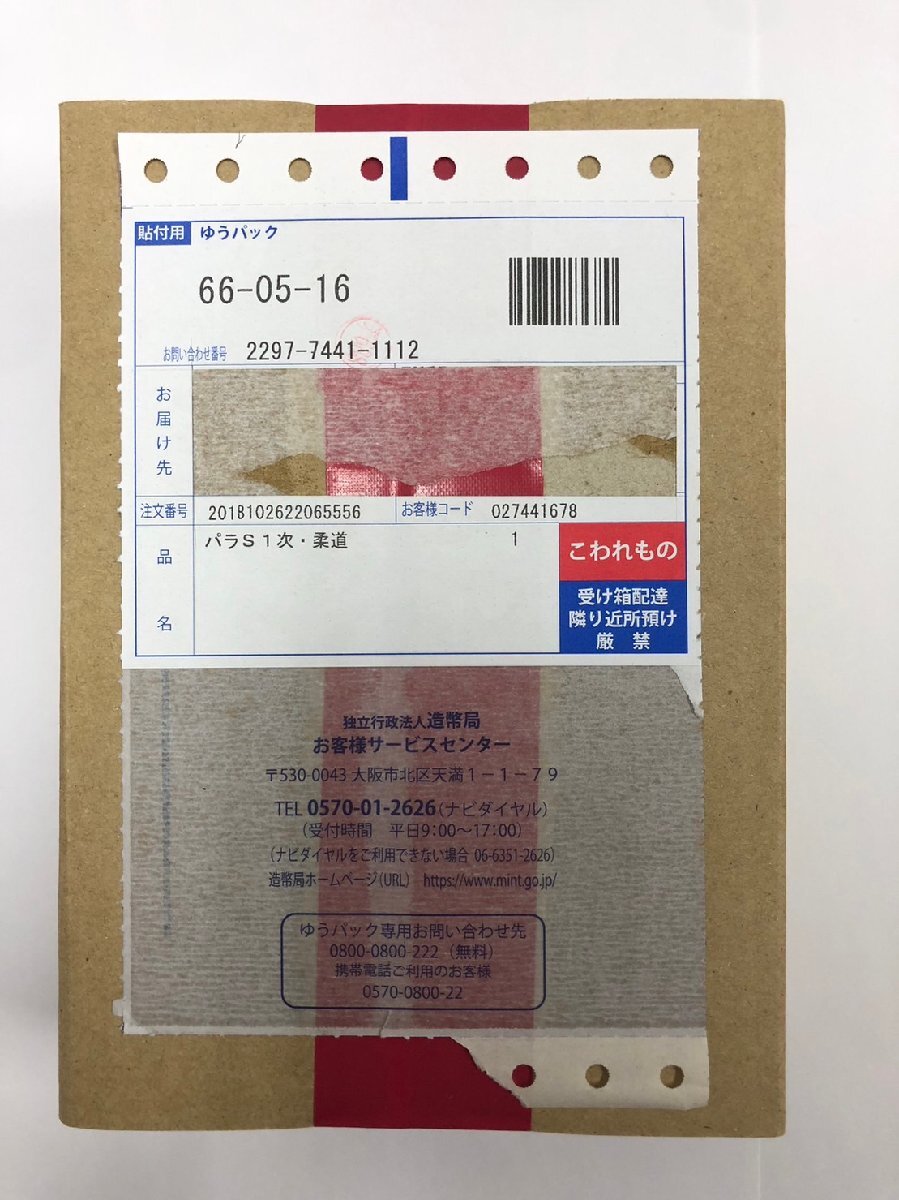 貼付用 ゆうパック
66-05-16
お問い合わせ番号 2297-7441-1112
お届け先
注文番号 201B102622065556 お客様コード 027441678
品名 パラS1次・柔道 1
こわれもの
受け箱配達
隣り近所預け
厳 禁
独立行政法人造幣局
お客様サービスセンター
〒530-0043 大阪市北区天満1-1-79
TEL 0570-01-2626(ナビダイヤル)
(受付時間 平日9:00〜17:00)
(ナビダイヤルをご利用できない場合 06-6351-2626)
造幣局ホームページ(URL) https://www.mint.go.jp/
ゆうパック専用お問い合わせ先
0800-0800-222 (無料)
携帯電話ご利用のお客様
0570-0800-22